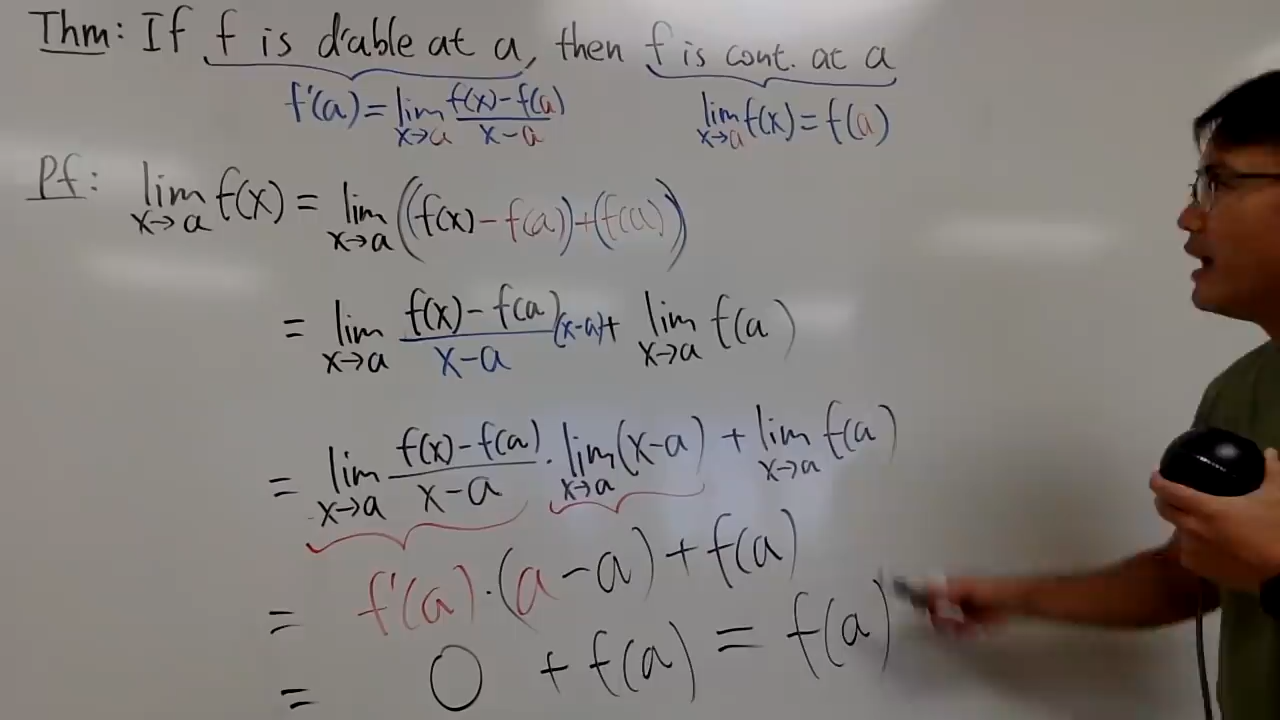 Thm: If f is d'able at a, then f is cont. at a
f'(a) = lim x→a (f(x)-f(a))/(x-a) lim x→a f(x) = f(a)
Pf: lim x→a f(x) = lim x→a ((f(x)-f(a))+(f(a)))
= lim x→a (f(x)-f(a))/(x-a) (x-a) + lim x→a f(a)
= lim x→a (f(x)-f(a))/(x-a) · lim x→a (x-a) + lim x→a f(a)
= f'(a)·(a-a)+f(a)
= 0 + f(a) = f(a)